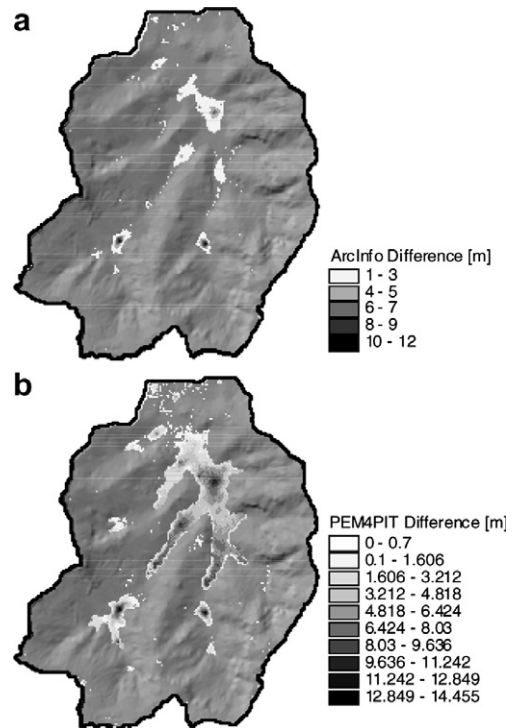 a
ArcInfo Difference [m]
1 - 3
4 - 5
6 - 7
8 - 9
10 - 12
b
PEM4PIT Difference [m]
0 - 0.7
0.1 - 1.606
1.606 - 3.212
3.212 - 4.818
4.818 - 6.424
6.424 - 8.03
8.03 - 9.636
9.636 - 11.242
11.242 - 12.849
12.849 - 14.455